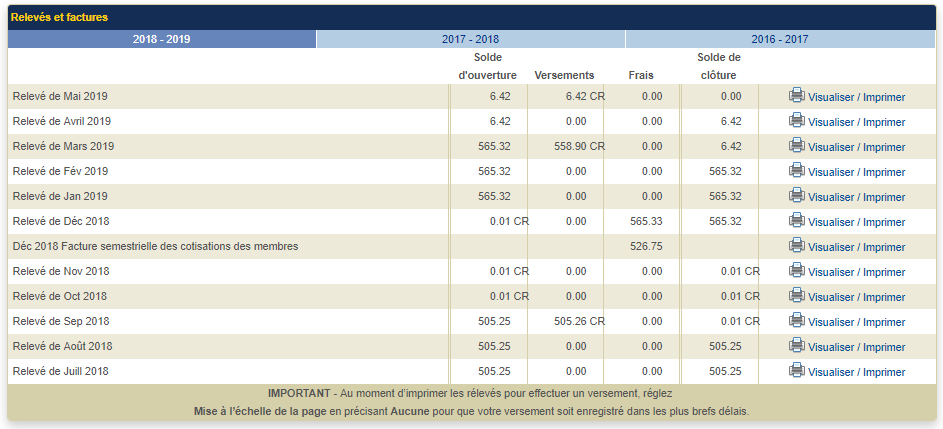 Relevés et factures
2018 - 2019 2017 - 2018 2016 - 2017
Solde Solde de
d'ouverture Versements Frais clôture
Relevé de Mai 2019 6.42 6.42 CR 0.00 0.00 Visualiser / Imprimer
Relevé de Avril 2019 6.42 0.00 0.00 6.42 Visualiser / Imprimer
Relevé de Mars 2019 565.32 558.90 CR 0.00 6.42 Visualiser / Imprimer
Relevé de Fév 2019 565.32 0.00 0.00 565.32 Visualiser / Imprimer
Relevé de Jan 2019 565.32 0.00 0.00 565.32 Visualiser / Imprimer
Relevé de Déc 2018 0.01 CR 0.00 565.33 565.32 Visualiser / Imprimer
Déc 2018 Facture semestrielle des cotisations des membres 526.75 Visualiser / Imprimer
Relevé de Nov 2018 0.01 CR 0.00 0.00 0.01 CR Visualiser / Imprimer
Relevé de Oct 2018 0.01 CR 0.00 0.00 0.01 CR Visualiser / Imprimer
Relevé de Sep 2018 505.25 505.26 CR 0.00 0.01 CR Visualiser / Imprimer
Relevé de Août 2018 505.25 0.00 0.00 505.25 Visualiser / Imprimer
Relevé de Juill 2018 505.25 0.00 0.00 505.25 Visualiser / Imprimer
IMPORTANT - Au moment d'imprimer les rélevés pour effectuer un versement, réglez
Mise à l'échelle de la page en précisant Aucune pour que votre versement soit enregistré dans les plus brefs délais.